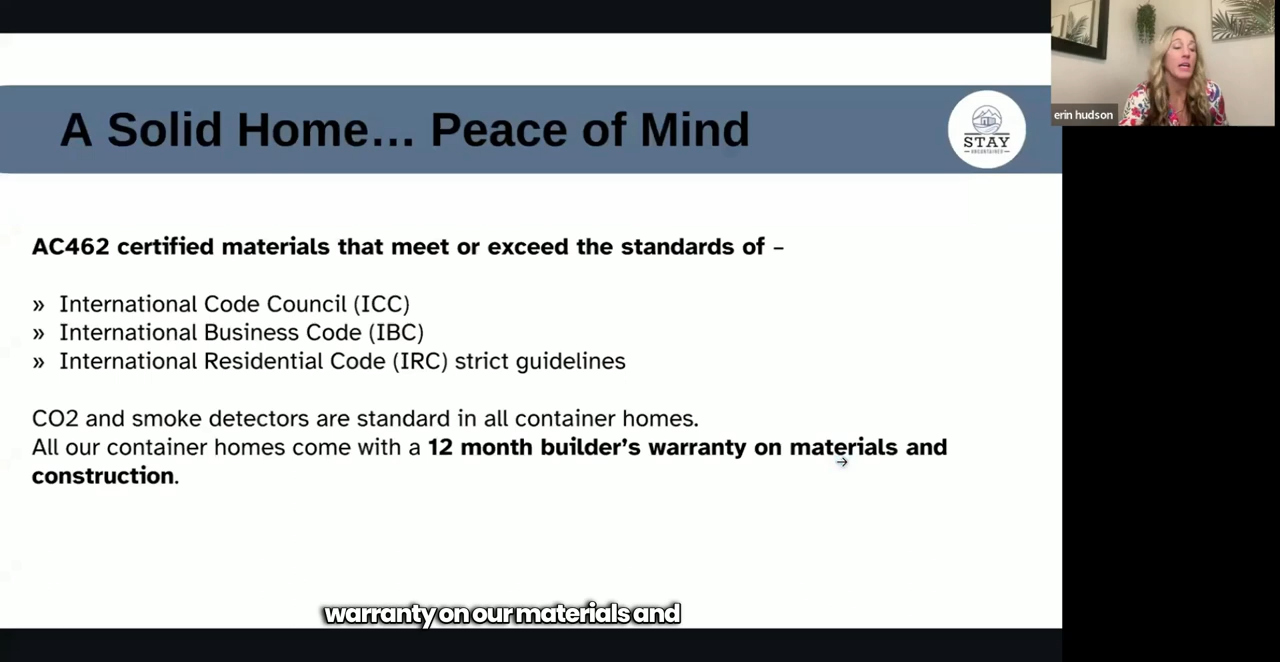 A Solid Home... Peace of Mind
STAY
erin hudson
AC462 certified materials that meet or exceed the standards of –
» International Code Council (ICC)
» International Business Code (IBC)
» International Residential Code (IRC) strict guidelines
CO2 and smoke detectors are standard in all container homes.
All our container homes come with a 12 month builder's warranty on materials and
construction.
warranty on our materials and